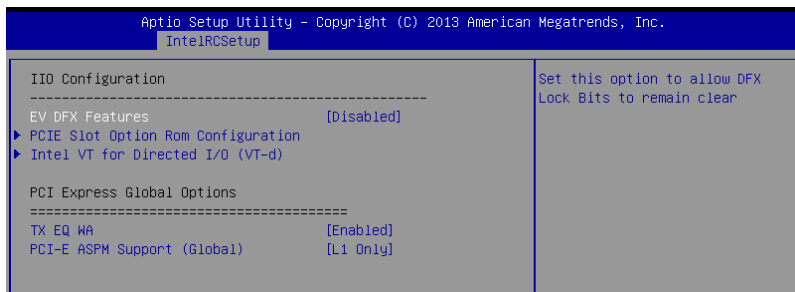 Aptio Setup Utility – Copyright (C) 2013 American Megatrends, Inc.
IntelRCSetup
IIO Configuration
--------------------------------------------------
EV DFX Features [Disabled]
PCIE Slot Option Rom Configuration
Intel VT for Directed I/O (VT-d)
PCI Express Global Options
========================================
TX EQ WA [Enabled]
PCI-E ASPM Support (Global) [L1 Only]
Set this option to allow DFX
Lock Bits to remain clear